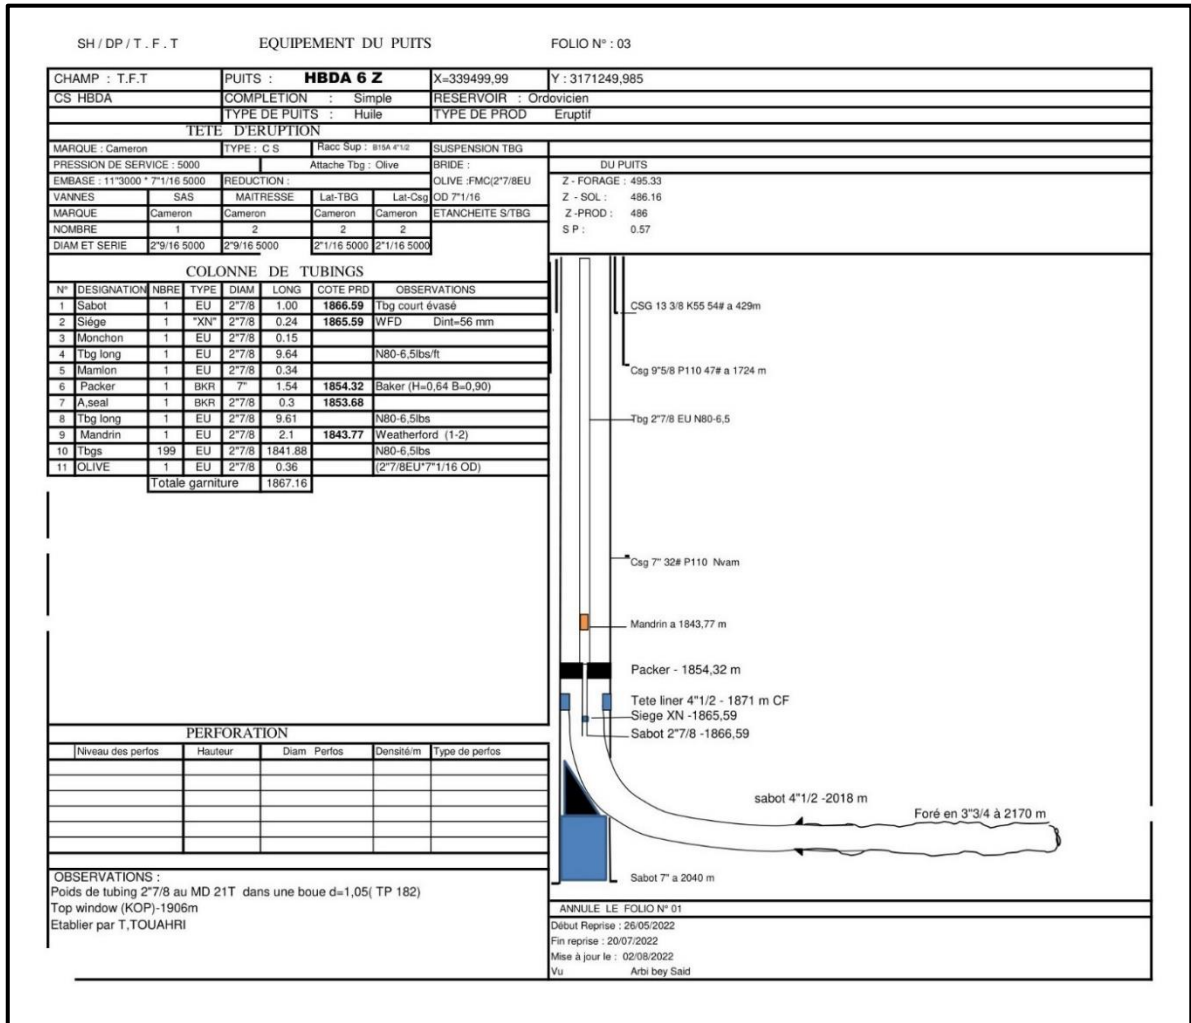 SH / DP / T . F . T EQUIPEMENT DU PUITS FOLIO N° : 03
CHAMP : T.F.T PUITS : HBDA 6 Z X=339499,99 Y : 3171249,985
CS HBDA COMPLETION : Simple RESERVOIR : Ordovicien
TYPE DE PUITS : Huile TYPE DE PROD Eruptif
TETE D'ERUPTION
MARQUE : Cameron TYPE : C S Racc Sup : B15A 4"1/2 SUSPENSION TBG
PRESSION DE SERVICE : 5000 Attache Tbg : Olive BRIDE : DU PUITS
EMBASE : 11"3000 * 7"1/16 5000 REDUCTION : OLIVE :FMC(2"7/8EU Z - FORAGE : 495.33
VANNES SAS MAITRESSE Lat-TBG Lat-Csg OD 7"1/16 Z - SOL : 486.16
MARQUE Cameron Cameron Cameron Cameron ETANCHEITE S/TBG Z -PROD : 486
NOMBRE 1 2 2 2 S P : 0.57
DIAM ET SERIE 2"9/16 5000 2"9/16 5000 2"1/16 5000 2"1/16 5000
COLONNE DE TUBINGS
N° DESIGNATION NBRE TYPE DIAM LONG COTE PRD OBSERVATIONS
1 Sabot 1 EU 2"7/8 1.00 1866.59 Tbg court évasé
2 Siège 1 "XN" 2"7/8 0.24 1865.59 WFD Dint=56 mm
3 Monchon 1 EU 2"7/8 0.15
4 Tbg long 1 EU 2"7/8 9.64 N80-6,5lbs/ft
5 Mamlon 1 EU 2"7/8 0.34
6 Packer 1 BKR 7" 1.54 1854.32 Baker (H=0,64 B=0,90)
7 A,seal 1 BKR 2"7/8 0.3 1853.68
8 Tbg long 1 EU 2"7/8 9.61 N80-6,5lbs
9 Mandrin 1 EU 2"7/8 2.1 1843.77 Weatherford (1-2)
10 Tbgs 199 EU 2"7/8 1841.88 N80-6,5lbs
11 OLIVE 1 EU 2"7/8 0.36 (2"7/8EU*7"1/16 OD)
Totale garniture 1867.16
CSG 13 3/8 K55 54# a 429m
Csg 9"5/8 P110 47# a 1724 m
Tbg 2"7/8 EU N80-6,5
Csg 7" 32# P110 Nvam
Mandrin a 1843,77 m
Packer - 1854,32 m
Tete liner 4"1/2 - 1871 m CF
Siege XN -1865,59
Sabot 2"7/8 -1866,59
sabot 4"1/2 -2018 m
Foré en 3"3/4 à 2170 m
Sabot 7" a 2040 m
PERFORATION
Niveau des perfos Hauteur Diam Perfos Densité/m Type de perfos
OBSERVATIONS :
Poids de tubing 2"7/8 au MD 21T dans une boue d=1,05( TP 182)
Top window (KOP)-1906m
Etablier par T,TOUAHRI
ANNULE LE FOLIO N° 01
Début Reprise : 26/05/2022
Fin reprise : 20/07/2022
Mise à jour le : 02/08/2022
Vu Arbi bey Said